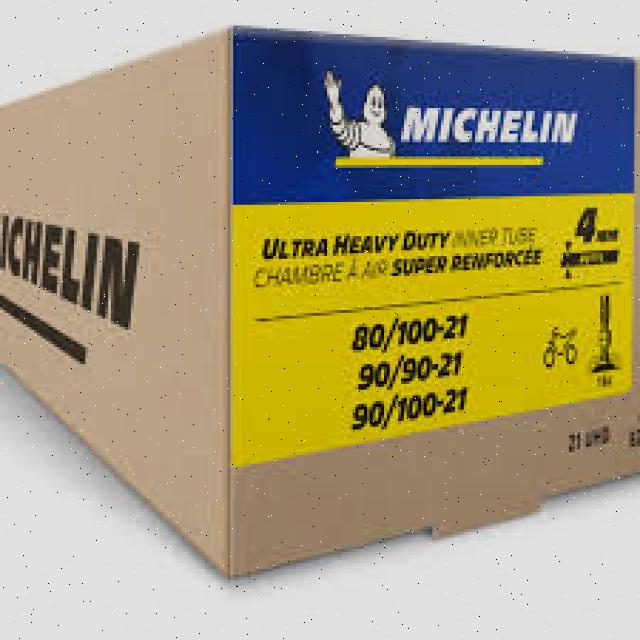 MICHELIN
MICHELIN
ULTRA HEAVY DUTY INNER TUBE
CHAMBRE À AIR SUPER RENFORCÉE
4
80/100-21
90/90-21
90/100-21
21 UHD